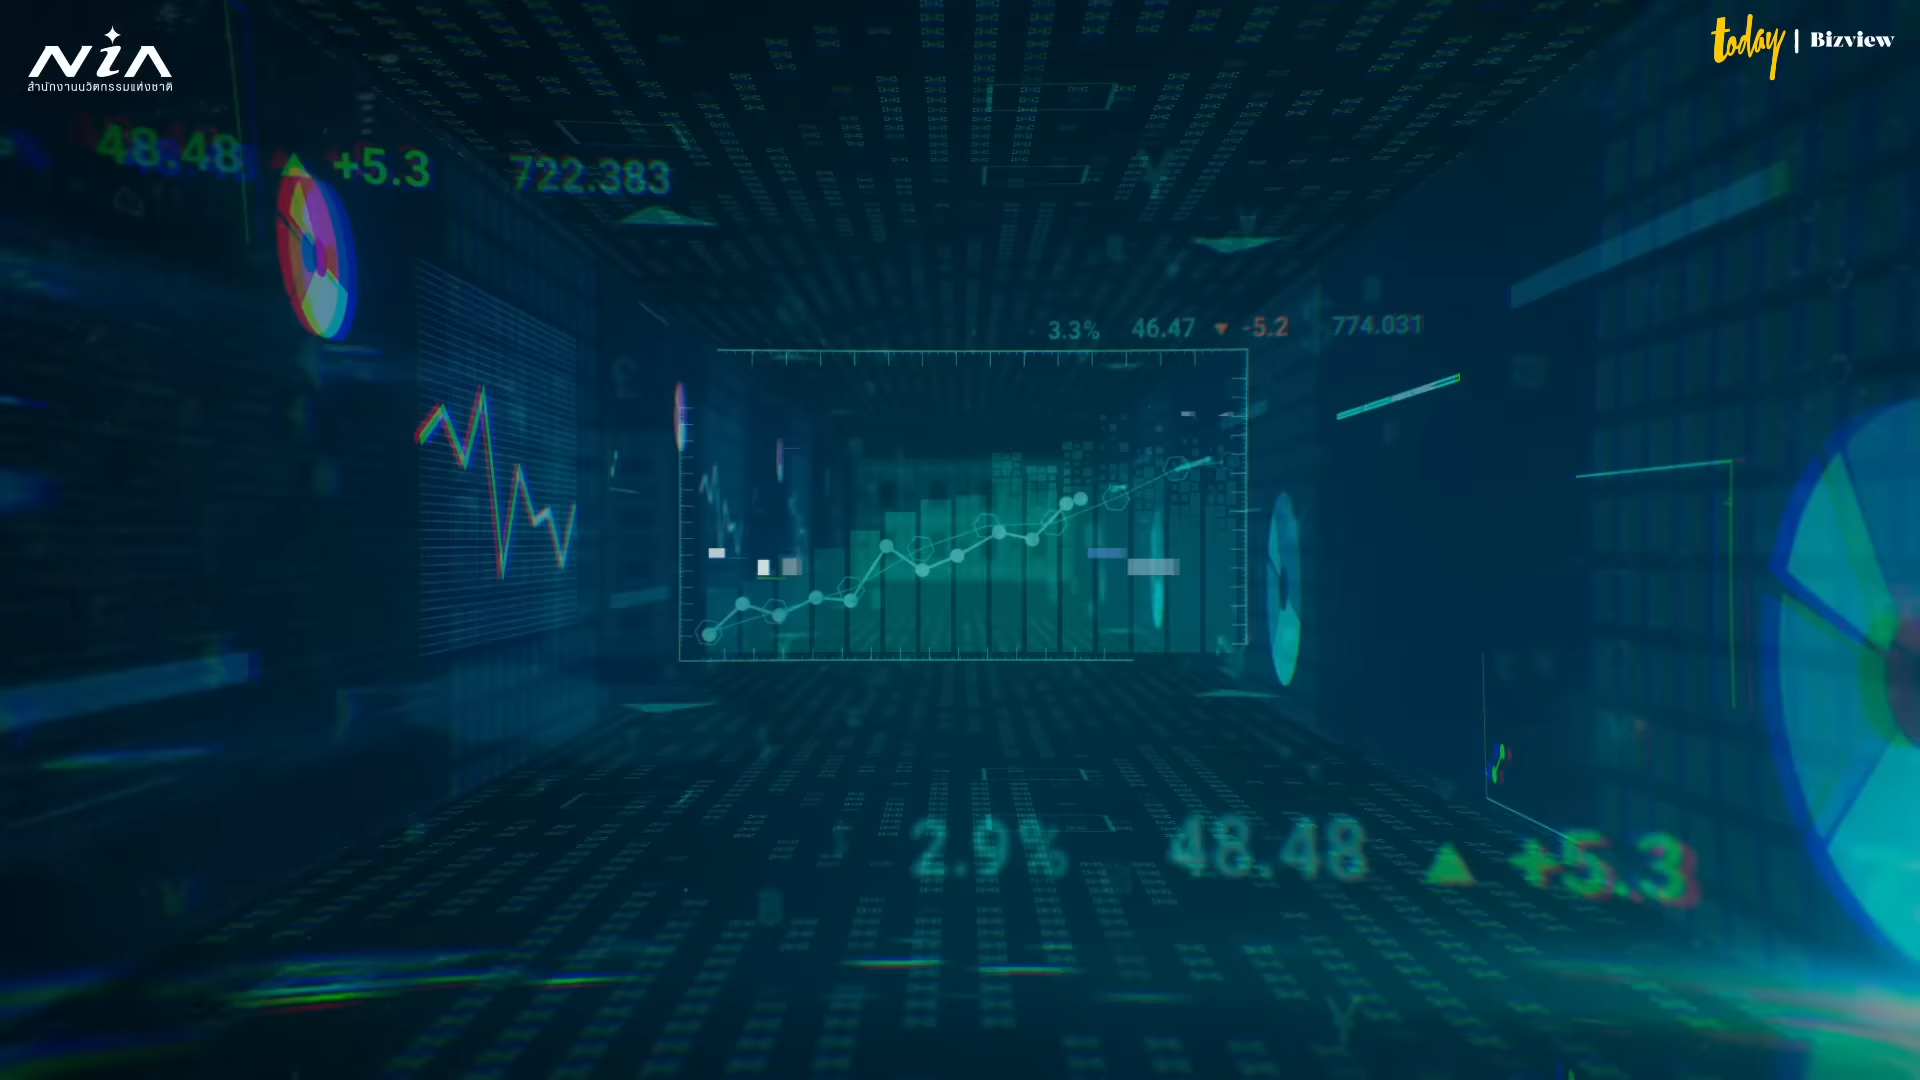 NiA
สำนักงานนวัตกรรมแห่งชาติ
today | Bizview
48.48 ▲ +5.3 722.383
3.3% 46.47 ▼ -5.2 774.031
2.9% 48.48 ▲ +5.3